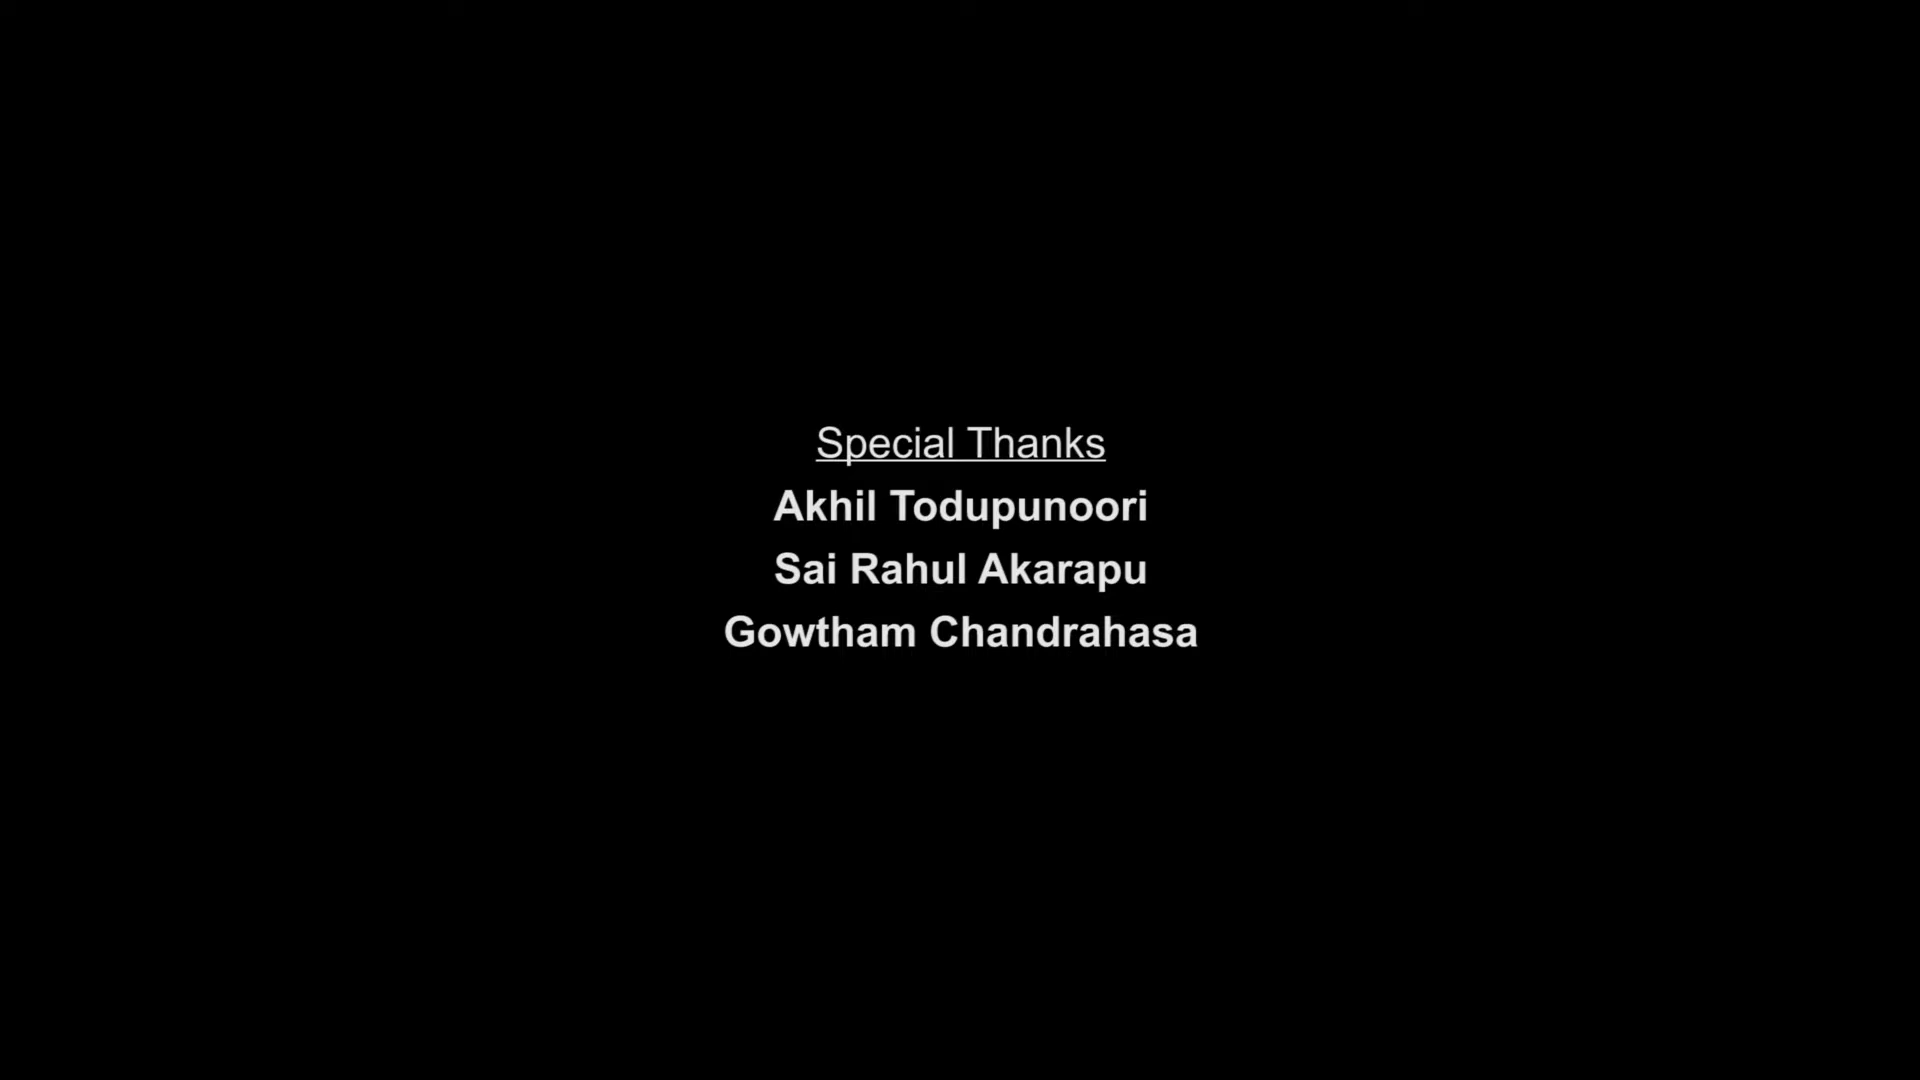 Special Thanks
Akhil Todupunoori
Sai Rahul Akarapu
Gowtham Chandrahasa